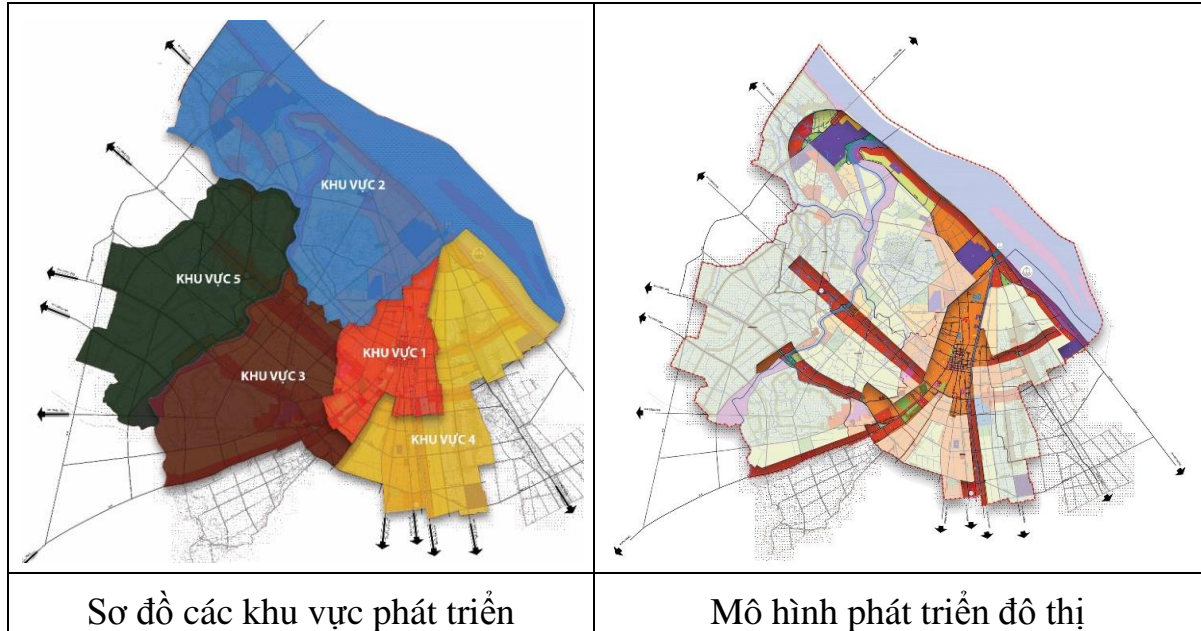 KHU VỰC 2
KHU VỰC 5
KHU VỰC 1
KHU VỰC 3
KHU VỰC 4
Sơ đồ các khu vực phát triển
Mô hình phát triển đô thị